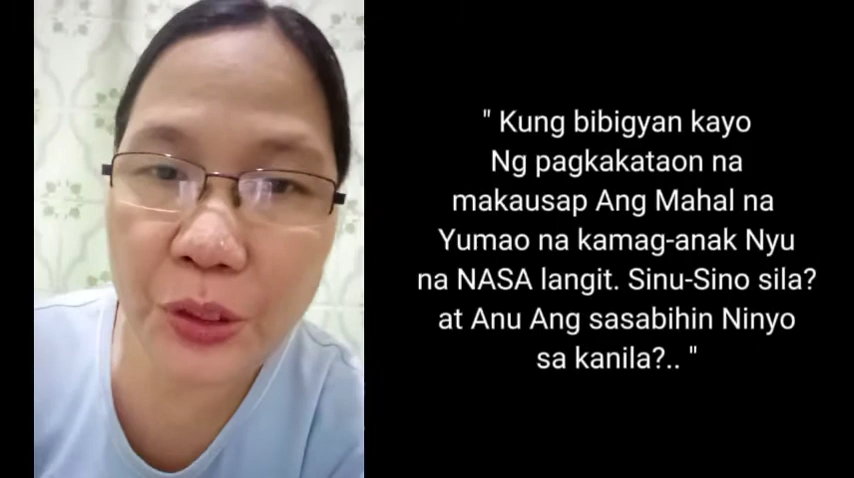 " Kung bibigyan kayo
Ng pagkakataon na
makausap Ang Mahal na
Yumao na kamag-anak Nyu
na NASA langit. Sinu-Sino sila?
at Anu Ang sasabihin Ninyo
sa kanila?.. "